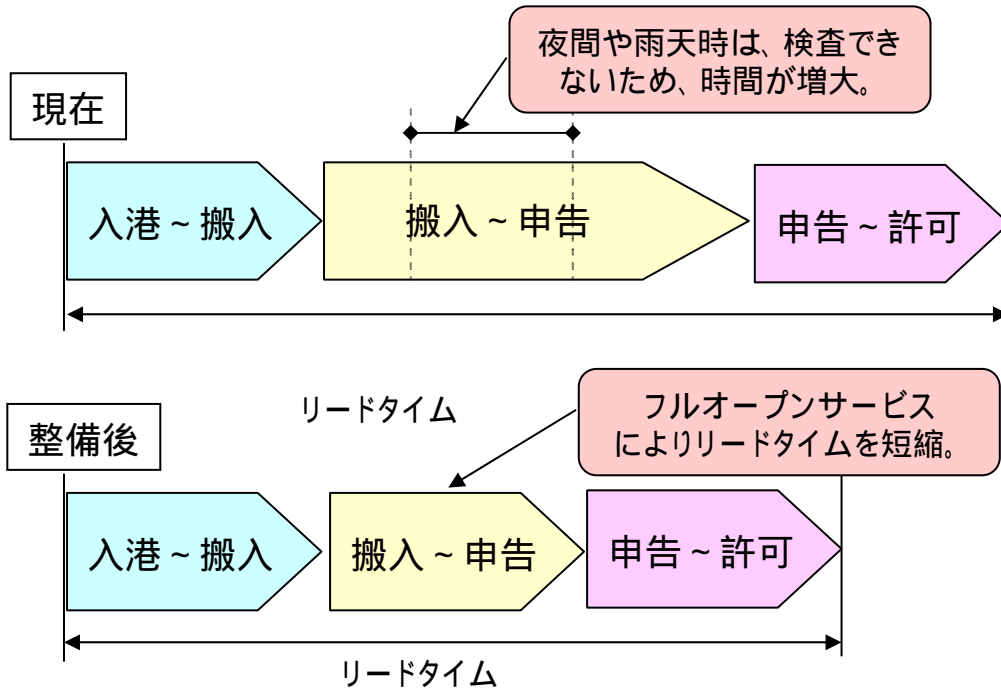 夜間や雨天時は、検査でき
ないため、時間が増大。
現在
入港～搬入
搬入～申告
申告～許可
リードタイム
フルオープンサービス
によりリードタイムを短縮。
整備後
入港～搬入
搬入～申告
申告～許可
リードタイム